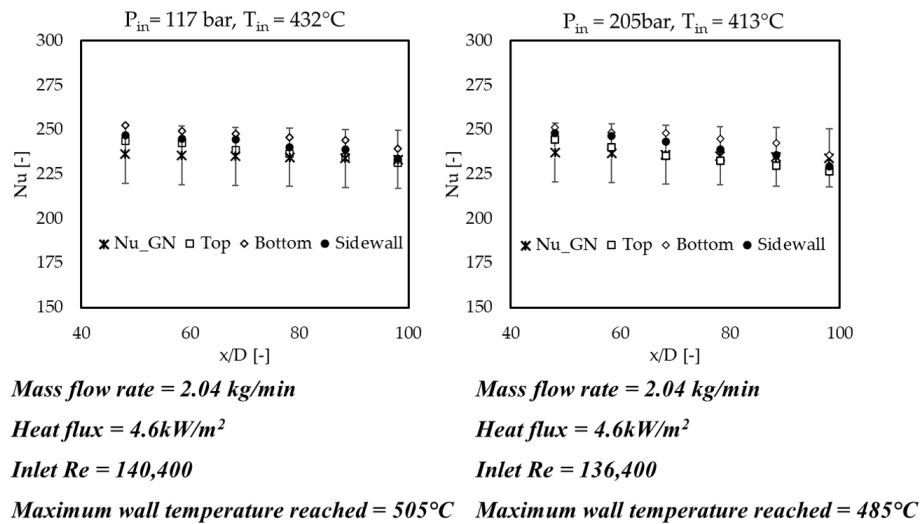 P_in= 117 bar, T_in = 432°C
300
275
250
225
200
175
150
Nu [-]
Nu_GN Top Bottom Sidewall
40 60 80 100
x/D [-]
Mass flow rate = 2.04 kg/min
Heat flux = 4.6kW/m²
Inlet Re = 140,400
Maximum wall temperature reached = 505°C
P_in = 205bar, T_in = 413°C
300
275
250
225
200
175
150
Nu [-]
Nu_GN Top Bottom Sidewall
40 60 80 100
x/D [-]
Mass flow rate = 2.04 kg/min
Heat flux = 4.6kW/m²
Inlet Re = 136,400
Maximum wall temperature reached = 485°C